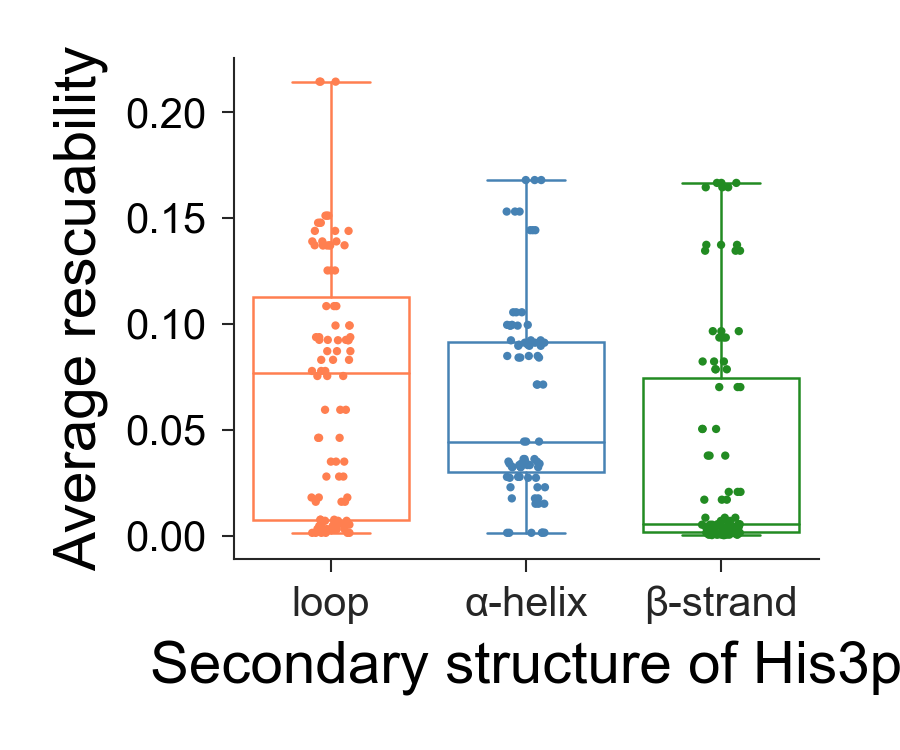 Average rescuability
0.20
0.15
0.10
0.05
0.00
loop α-helix β-strand
Secondary structure of His3p